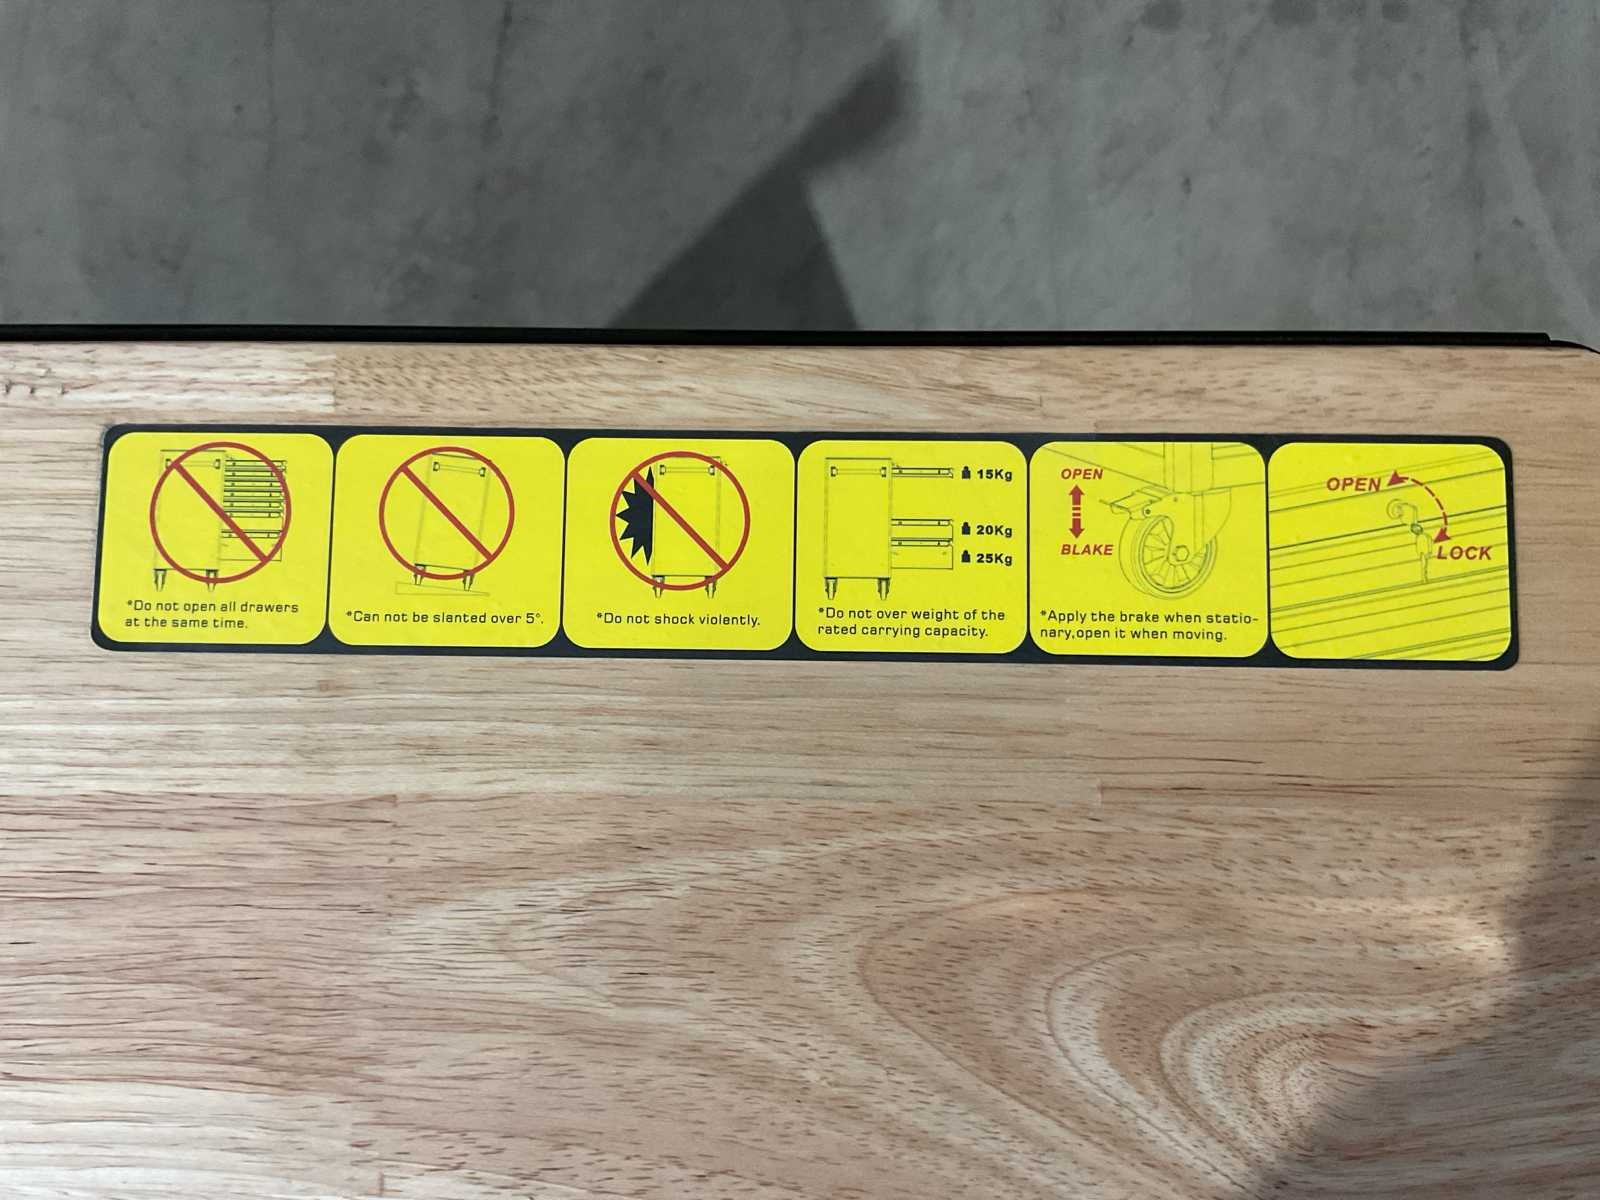 *Do not open all drawers
at the same time.
*Can not be slanted over 5°.
*Do not shock violently.
15Kg
20Kg
25Kg
*Do not over weight of the
rated carrying capacity.
OPEN
BLAKE
*Apply the brake when statio-
nary,open it when moving.
OPEN
LOCK